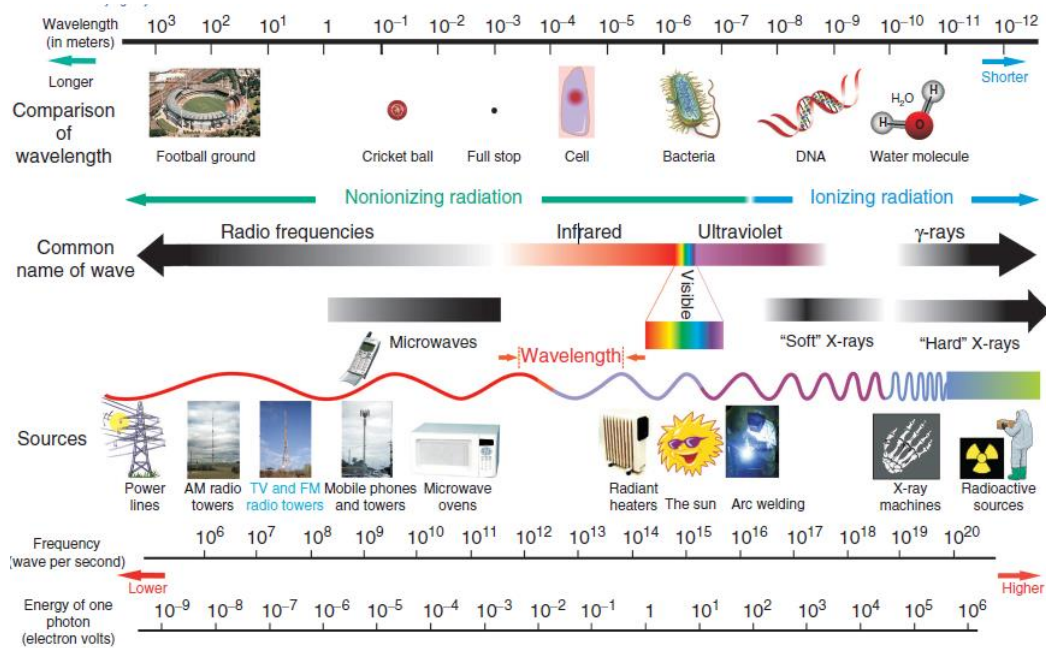 Wavelength
(in meters)
10³ 10² 10¹ 1 10⁻¹ 10⁻² 10⁻³ 10⁻⁴ 10⁻⁵ 10⁻⁶ 10⁻⁷ 10⁻⁸ 10⁻⁹ 10⁻¹⁰ 10⁻¹¹ 10⁻¹²
Longer
Shorter
Comparison
of
wavelength
H₂O
H
H
O
Football ground
Cricket ball
Full stop
Cell
Bacteria
DNA
Water molecule
Nonionizing radiation
Ionizing radiation
Common
name of wave
Radio frequencies
Infrared
Ultraviolet
γ-rays
Visible
Microwaves
"Soft" X-rays
"Hard" X-rays
Wavelength
Sources
Power
lines
AM radio
towers
TV and FM
radio towers
Mobile phones
and towers
Microwave
ovens
Radiant
heaters
The sun
Arc welding
X-ray
machines
Radioactive
sources
Frequency
(wave per second)
10⁶ 10⁷ 10⁸ 10⁹ 10¹⁰ 10¹¹ 10¹² 10¹³ 10¹⁴ 10¹⁵ 10¹⁶ 10¹⁷ 10¹⁸ 10¹⁹ 10²⁰
Lower
Higher
Energy of one
photon
(electron volts)
10⁻⁹ 10⁻⁸ 10⁻⁷ 10⁻⁶ 10⁻⁵ 10⁻⁴ 10⁻³ 10⁻² 10⁻¹ 1 10¹ 10² 10³ 10⁴ 10⁵ 10⁶